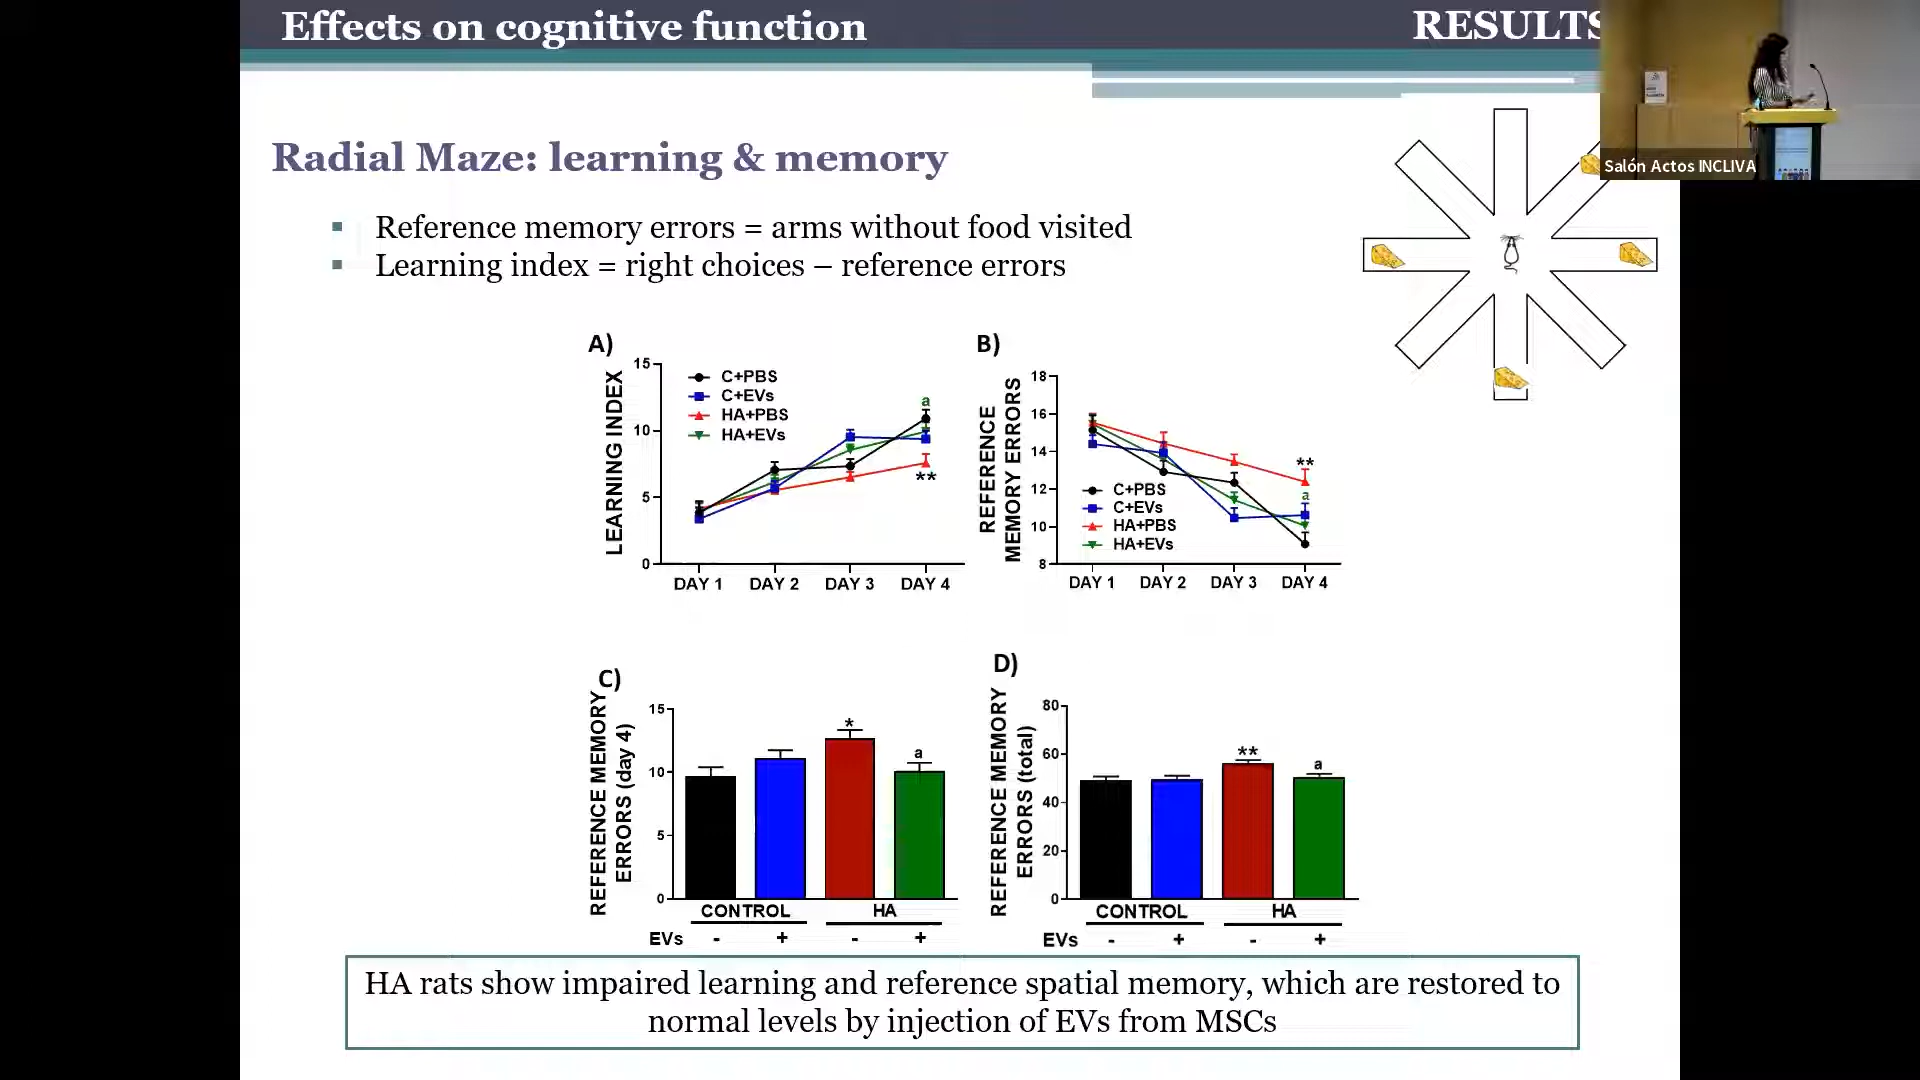 Effects on cognitive function
RESULTS
Salón Actos INCLIVA
Radial Maze: learning & memory
Reference memory errors = arms without food visited
Learning index = right choices – reference errors
A)
LEARNING INDEX
15
10
5
0
C+PBS
C+EVs
HA+PBS
HA+EVs
a
**
DAY 1 DAY 2 DAY 3 DAY 4
B)
REFERENCE
MEMORY ERRORS
18
16
14
12
10
8
C+PBS
C+EVs
HA+PBS
HA+EVs
**
a
DAY 1 DAY 2 DAY 3 DAY 4
C)
REFERENCE MEMORY
ERRORS (day 4)
15
10
5
0
*
a
CONTROL HA
EVs - + - +
D)
REFERENCE MEMORY
ERRORS (total)
80
60
40
20
0
**
a
CONTROL HA
EVs - + - +
HA rats show impaired learning and reference spatial memory, which are restored to
normal levels by injection of EVs from MSCs